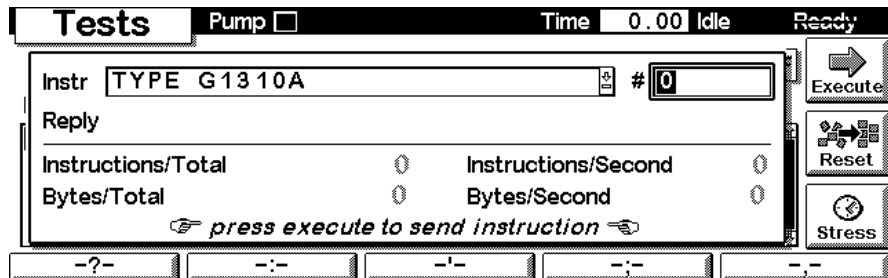 Tests Pump Time 0.00 Idle Ready
Instr TYPE G1310A # 0
Execute
Reply
Instructions/Total 0 Instructions/Second 0
Reset
Bytes/Total 0 Bytes/Second 0
press execute to send instruction
Stress
-?- -:- -'- -;- -,-